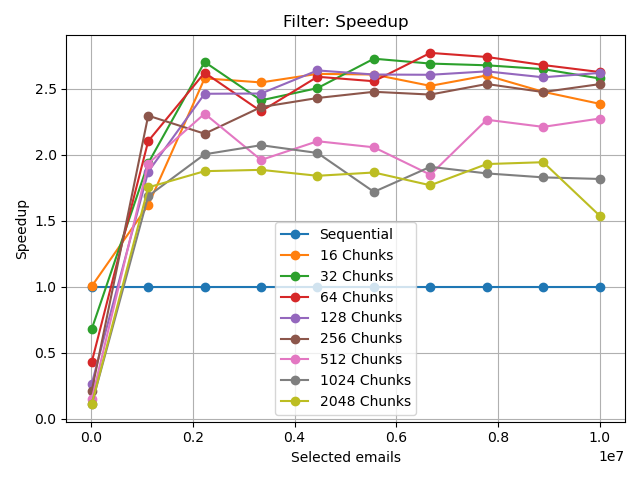 Filter: Speedup
Speedup
2.5
2.0
1.5
1.0
0.5
0.0
Sequential
16 Chunks
32 Chunks
64 Chunks
128 Chunks
256 Chunks
512 Chunks
1024 Chunks
2048 Chunks
0.0 0.2 0.4 0.6 0.8 1.0
1e7
Selected emails